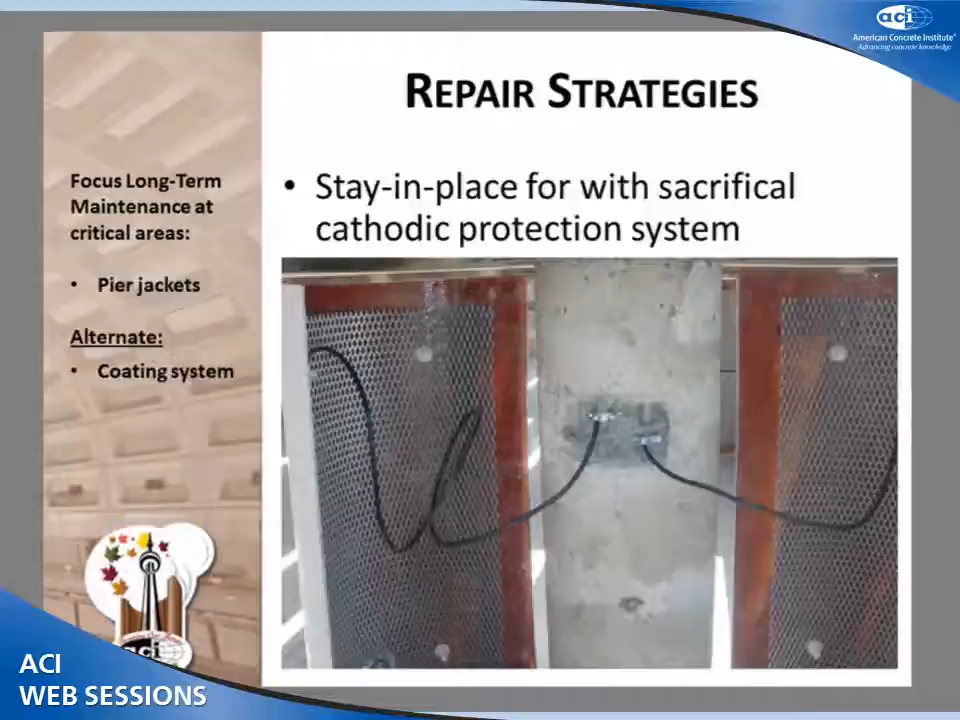 aci
American Concrete Institute®
Advancing concrete knowledge
REPAIR STRATEGIES
Focus Long-Term
Maintenance at
critical areas:
• Pier jackets
Alternate:
• Coating system
• Stay-in-place for with sacrifical
cathodic protection system
aci
ACI
WEB SESSIONS